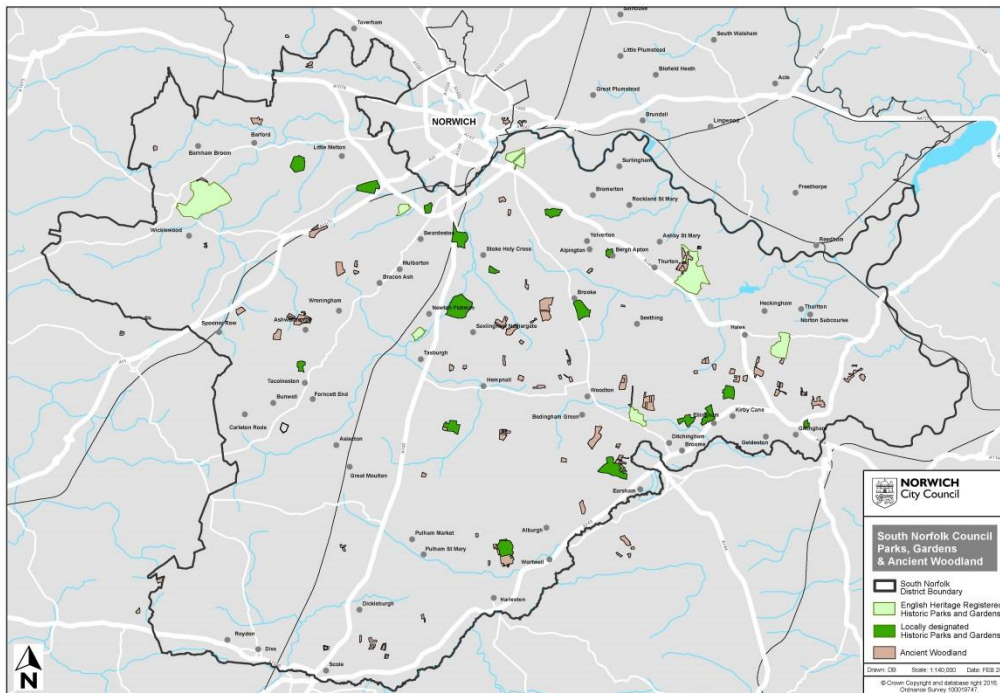 Taverham
South Walsham
Little Plumstead
Blofield Heath
Acle
Great Plumstead
NORWICH
Brundall
Lingwood
Barford
Barnham Broom
Little Melton
Surlingham
Bramerton
Rockland St Mary
Freethorpe
Wicklewood
Swardeston
Yelverton
Ashby St Mary
Reedham
Stoke Holy Cross
Alpington
Bergh Apton
Mulbarton
Thurton
Bracon Ash
Brooke
Wreningham
Newton Flotman
Heckingham
Thurlton
Norton Subcourse
Spooner Row
Saxlingham Nethergate
Seething
Hales
Tasburgh
Tacolneston
Hempnall
Woodton
Bunwell
Forncett End
Carleton Rode
Bedingham Green
Ellingham
Kirby Cane
Ditchingham
Geldeston
Gillingham
Broome
Aslacton
Great Moulton
Earsham
Pulham Market
Alburgh
Pulham St Mary
Wortwell
Harleston
Dickleburgh
Roydon
Diss
Scole
N
NORWICH
City Council
South Norfolk Council
Parks, Gardens
& Ancient Woodland
South Norfolk
District Boundary
English Heritage Registered
Historic Parks and Gardens
Locally designated
Historic Parks and Gardens
Ancient Woodland
Drawn: DB Scale: 1:140,000 Date: FEB
© Crown Copyright and database right 2016.
Ordnance Survey 100019747